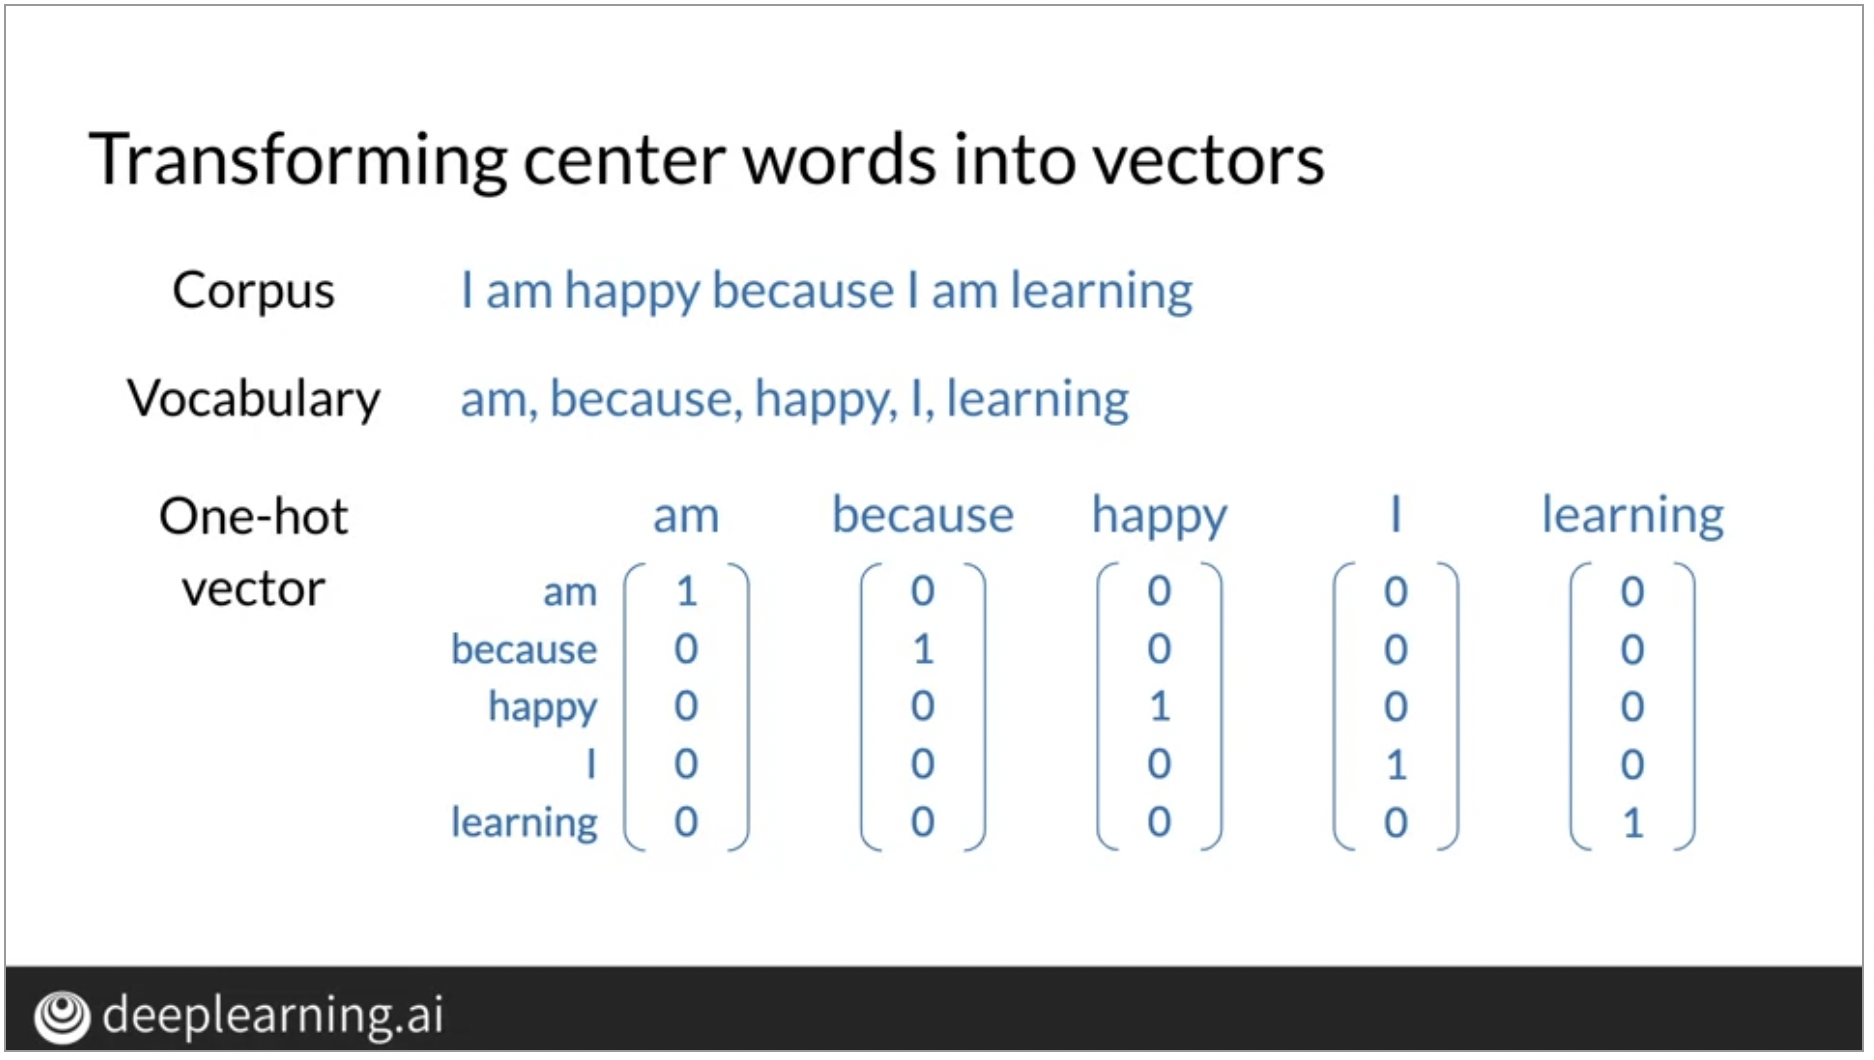 Transforming center words into vectors
Corpus I am happy because I am learning
Vocabulary am, because, happy, I, learning
One-hot vector am because happy I learning
am 1 0 0 0 0
because 0 1 0 0 0
happy 0 0 1 0 0
I 0 0 0 1 0
learning 0 0 0 0 1
deeplearning.ai